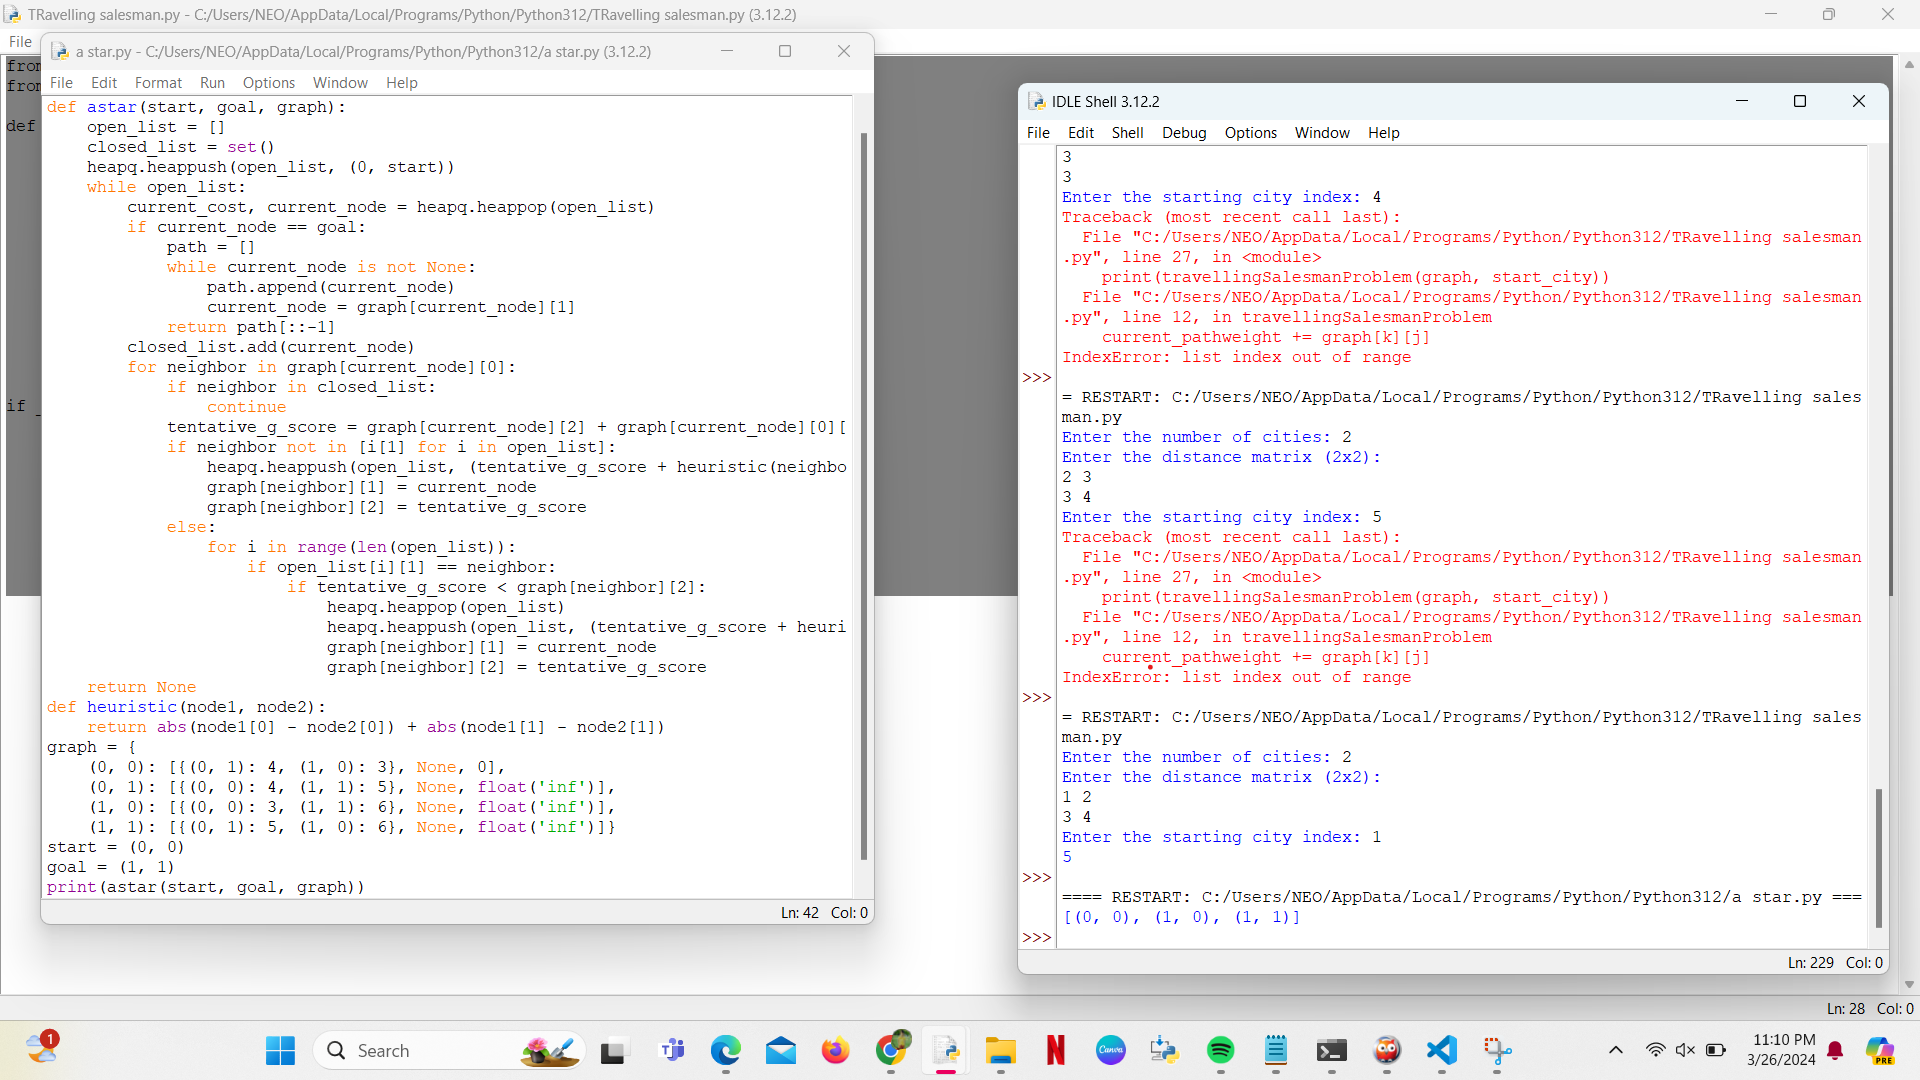 TRavelling salesman.py - C:/Users/NEO/AppData/Local/Programs/Python/Python312/TRavelling salesman.py (3.12.2)
File
from
from
def
if _
a star.py - C:/Users/NEO/AppData/Local/Programs/Python/Python312/a star.py (3.12.2)
File Edit Format Run Options Window Help
def astar(start, goal, graph):
    open_list = []
    closed_list = set()
    heapq.heappush(open_list, (0, start))
    while open_list:
        current_cost, current_node = heapq.heappop(open_list)
        if current_node == goal:
            path = []
            while current_node is not None:
                path.append(current_node)
                current_node = graph[current_node][1]
            return path[::-1]
        closed_list.add(current_node)
        for neighbor in graph[current_node][0]:
            if neighbor in closed_list:
                continue
            tentative_g_score = graph[current_node][2] + graph[current_node][0][
            if neighbor not in [i[1] for i in open_list]:
                heapq.heappush(open_list, (tentative_g_score + heuristic(neighbo
                graph[neighbor][1] = current_node
                graph[neighbor][2] = tentative_g_score
            else:
                for i in range(len(open_list)):
                    if open_list[i][1] == neighbor:
                        if tentative_g_score < graph[neighbor][2]:
                            heapq.heappop(open_list)
                            heapq.heappush(open_list, (tentative_g_score + heuri
                            graph[neighbor][1] = current_node
                            graph[neighbor][2] = tentative_g_score
    return None
def heuristic(node1, node2):
    return abs(node1[0] - node2[0]) + abs(node1[1] - node2[1])
graph = {
    (0, 0): [{(0, 1): 4, (1, 0): 3}, None, 0],
    (0, 1): [{(0, 0): 4, (1, 1): 5}, None, float('inf')],
    (1, 0): [{(0, 0): 3, (1, 1): 6}, None, float('inf')],
    (1, 1): [{(0, 1): 5, (1, 0): 6}, None, float('inf')]}
start = (0, 0)
goal = (1, 1)
print(astar(start, goal, graph))
Ln: 42 Col: 0
IDLE Shell 3.12.2
File Edit Shell Debug Options Window Help
3
3
Enter the starting city index: 4
Traceback (most recent call last):
  File "C:/Users/NEO/AppData/Local/Programs/Python/Python312/TRavelling salesman
.py", line 27, in <module>
    print(travellingSalesmanProblem(graph, start_city))
  File "C:/Users/NEO/AppData/Local/Programs/Python/Python312/TRavelling salesman
.py", line 12, in travellingSalesmanProblem
    current_pathweight += graph[k][j]
IndexError: list index out of range
>>>
= RESTART: C:/Users/NEO/AppData/Local/Programs/Python/Python312/TRavelling sales
man.py
Enter the number of cities: 2
Enter the distance matrix (2x2):
2 3
3 4
Enter the starting city index: 5
Traceback (most recent call last):
  File "C:/Users/NEO/AppData/Local/Programs/Python/Python312/TRavelling salesman
.py", line 27, in <module>
    print(travellingSalesmanProblem(graph, start_city))
  File "C:/Users/NEO/AppData/Local/Programs/Python/Python312/TRavelling salesman
.py", line 12, in travellingSalesmanProblem
    current_pathweight += graph[k][j]
IndexError: list index out of range
>>>
= RESTART: C:/Users/NEO/AppData/Local/Programs/Python/Python312/TRavelling sales
man.py
Enter the number of cities: 2
Enter the distance matrix (2x2):
1 2
3 4
Enter the starting city index: 1
5
>>>
==== RESTART: C:/Users/NEO/AppData/Local/Programs/Python/Python312/a star.py ===
[(0, 0), (1, 0), (1, 1)]
>>>
Ln: 229 Col: 0
Ln: 28 Col: 0
1
Search
Canva
11:10 PM
3/26/2024
PRE